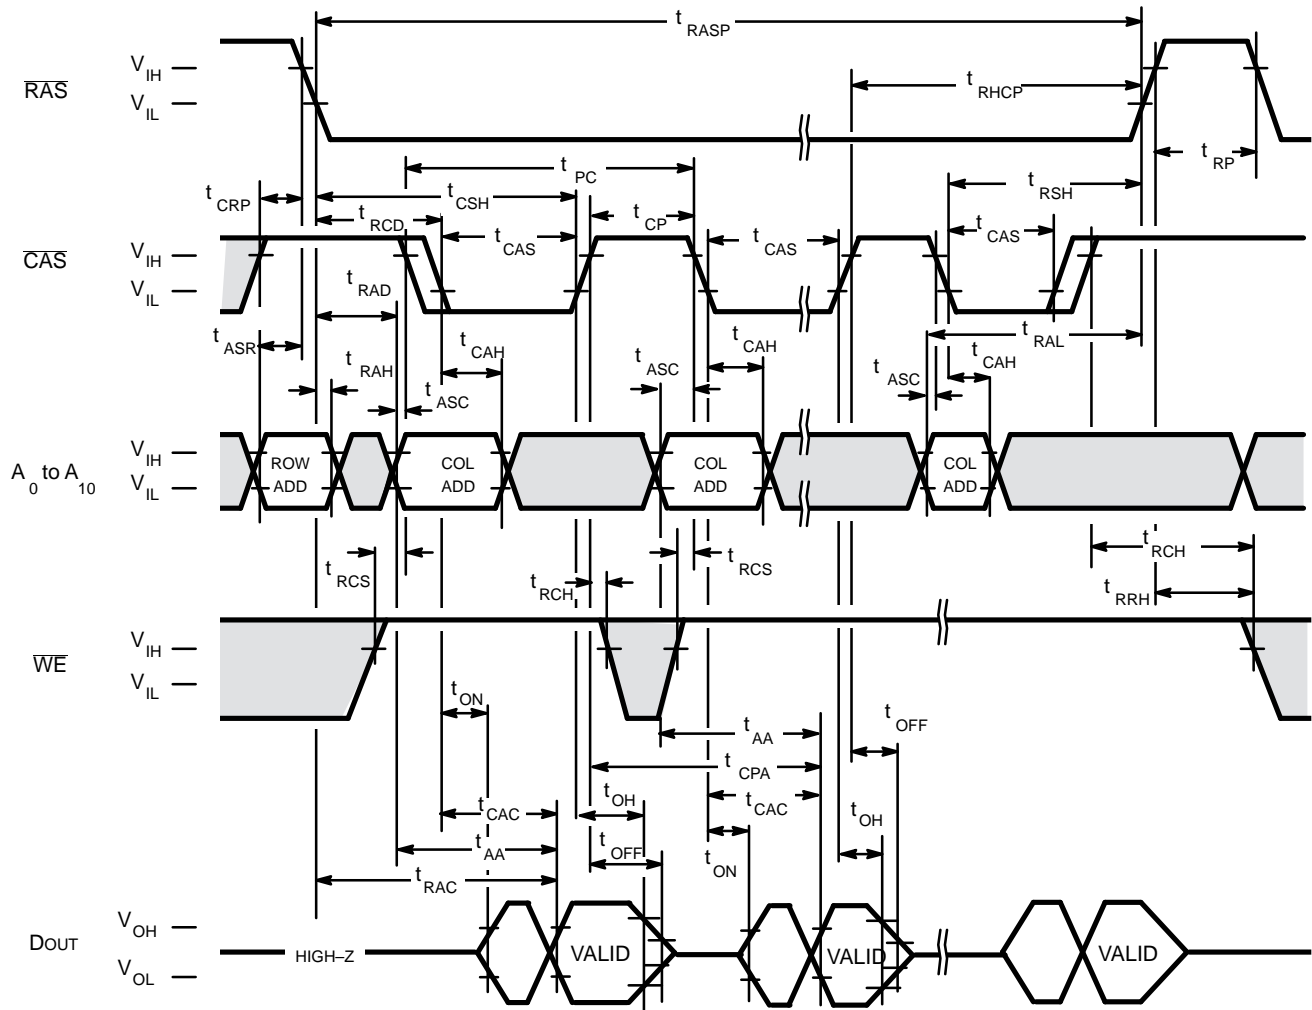 t RASP
RAS
V IH
V IL
t RHCP
t RP
t PC
t CRP
t CSH
t RSH
t RCD
t CP
CAS
V IH
V IL
t CAS
t CAS
t CAS
t RAD
t ASR
t RAH
t CAH
t ASC
t ASC
t CAH
t RAL
t ASC
t CAH
A 0 to A 10
V IH
V IL
ROW ADD
COL ADD
COL ADD
COL ADD
t RCS
t RCH
t RCS
t RCH
t RRH
WE
V IH
V IL
t ON
t AA
t OFF
t CPA
t CAC
t OH
t CAC
t OH
t AA
t OFF
t ON
t RAC
DOUT
V OH
V OL
HIGH–Z
VALID
VALID
VALID